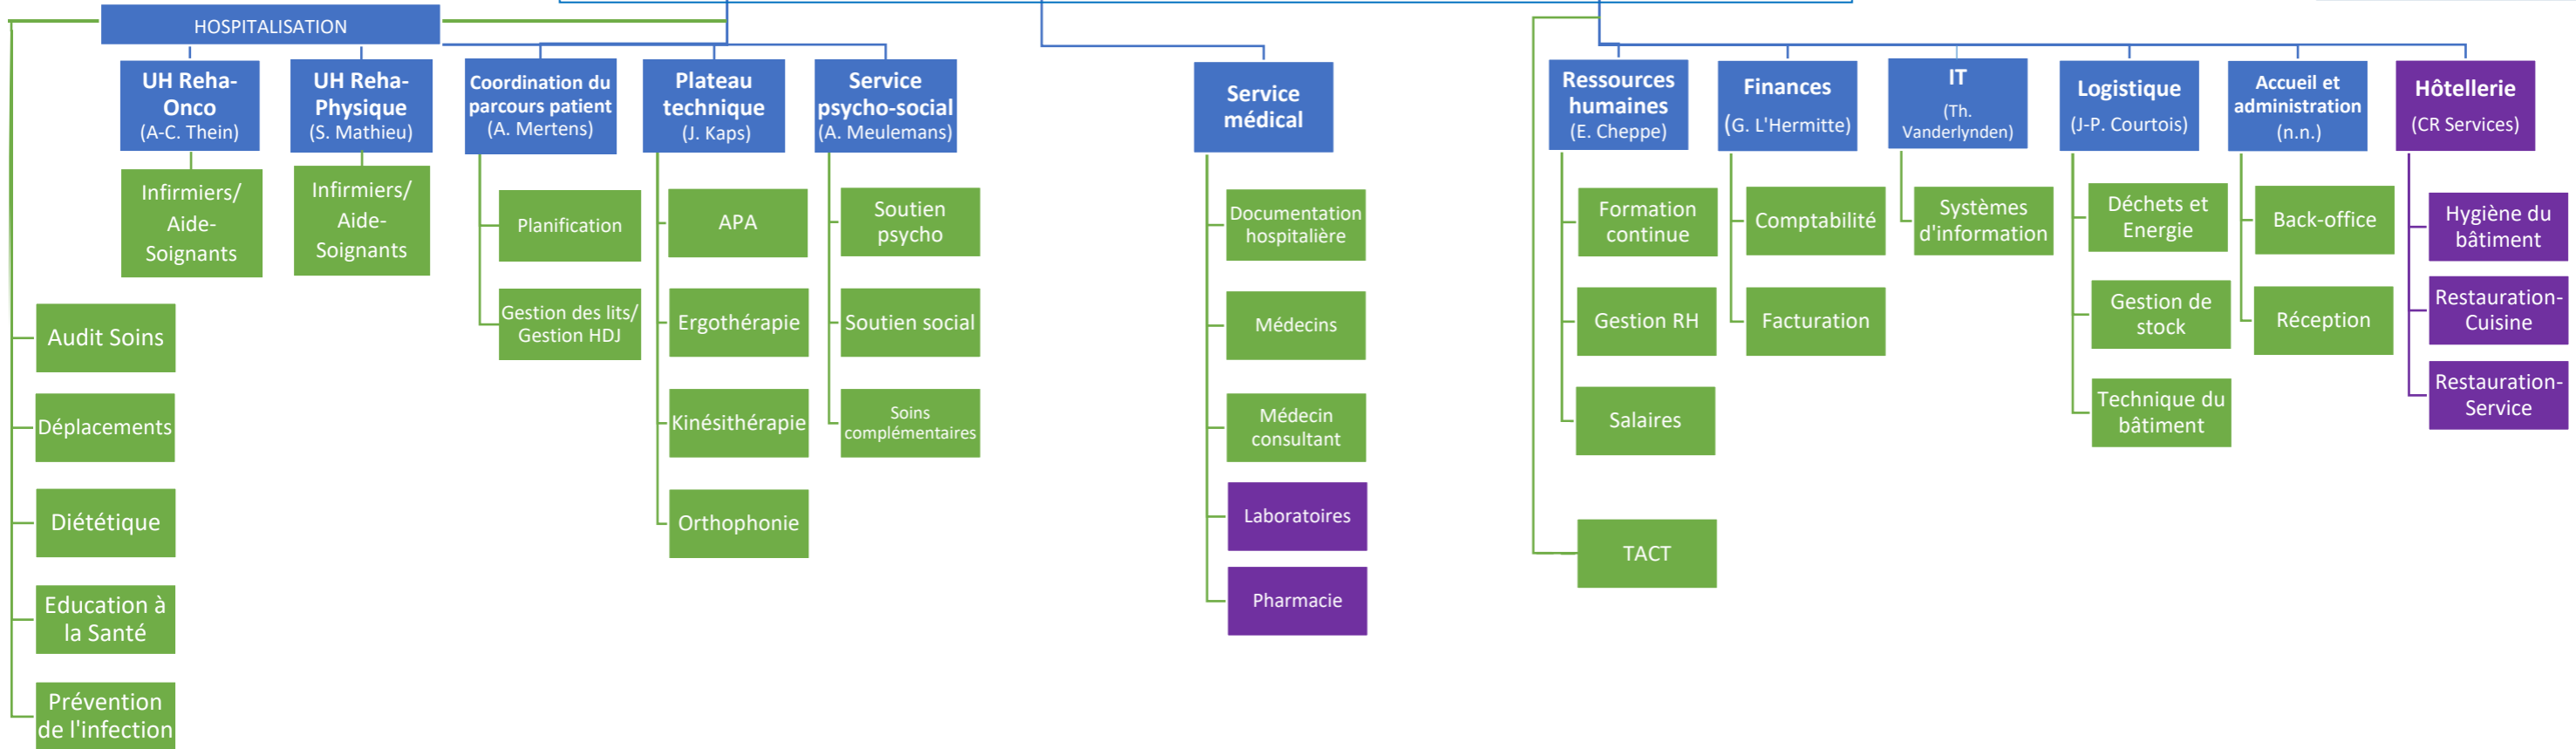 HOSPITALISATION
UH Reha-
Onco
(A-C. Thein)
Infirmiers/
Aide-
Soignants
UH Reha-
Physique
(S. Mathieu)
Infirmiers/
Aide-
Soignants
Audit Soins
Déplacements
Diététique
Education à
la Santé
Prévention
de l'infection
Coordination du
parcours patient
(A. Mertens)
Planification
Gestion des lits/
Gestion HDJ
Plateau
technique
(J. Kaps)
APA
Ergothérapie
Kinésithérapie
Orthophonie
Service
psycho-social
(A. Meulemans)
Soutien
psycho
Soutien social
Soins
complémentaires
Service
médical
Documentation
hospitalière
Médecins
Médecin
consultant
Laboratoires
Pharmacie
Ressources
humaines
(E. Cheppe)
Formation
continue
Gestion RH
Salaires
TACT
Finances
(G. L'Hermitte)
Comptabilité
Facturation
IT
(Th.
Vanderlynden)
Systèmes
d'information
Logistique
(J-P. Courtois)
Déchets et
Energie
Gestion de
stock
Technique du
bâtiment
Accueil et
administration
(n.n.)
Back-office
Réception
Hôtellerie
(CR Services)
Hygiène du
bâtiment
Restauration-
Cuisine
Restauration-
Service